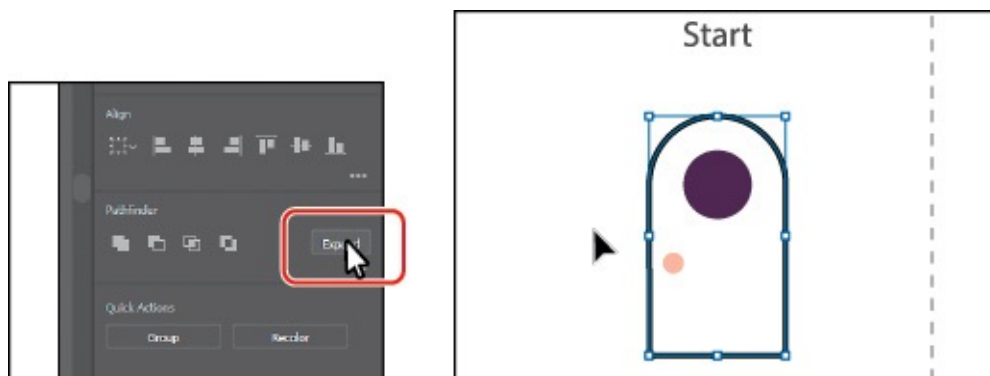 Align
Pathfinder
Quick Actions
Group
Recolor
Start